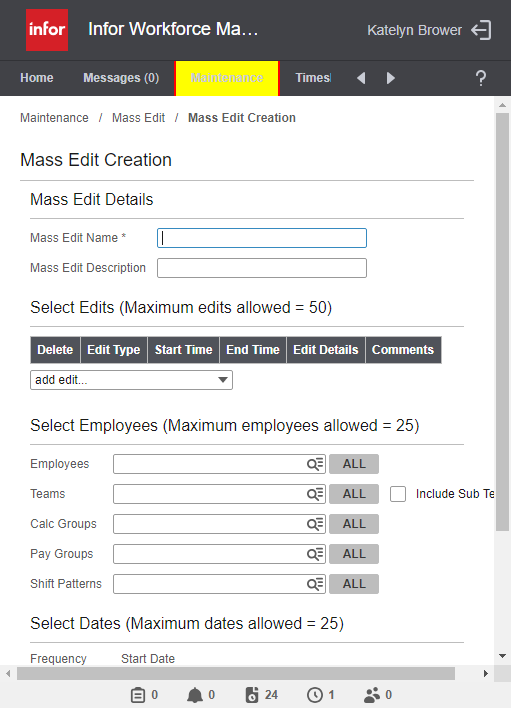 infor Infor Workforce Ma... Katelyn Brower
Home Messages (0) Maintenance Times
Maintenance / Mass Edit / Mass Edit Creation
Mass Edit Creation
Mass Edit Details
Mass Edit Name *
Mass Edit Description
Select Edits (Maximum edits allowed = 50)
Delete Edit Type Start Time End Time Edit Details Comments
add edit...
Select Employees (Maximum employees allowed = 25)
Employees ALL
Teams ALL Include Sub Te
Calc Groups ALL
Pay Groups ALL
Shift Patterns ALL
Select Dates (Maximum dates allowed = 25)
Frequency Start Date
0 0 24 1 0